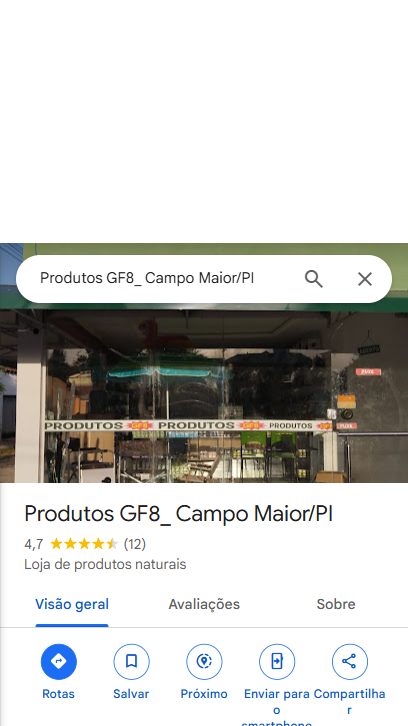 Produtos GF8_ Campo Maior/PI
PRODUTOS GF8 PRODUTOS GF8 PRODUTOS GF8
Produtos GF8_ Campo Maior/PI
4,7 (12)
Loja de produtos naturais
Visão geral Avaliações Sobre
Rotas Salvar Próximo Enviar para o smartphone Compartilhar